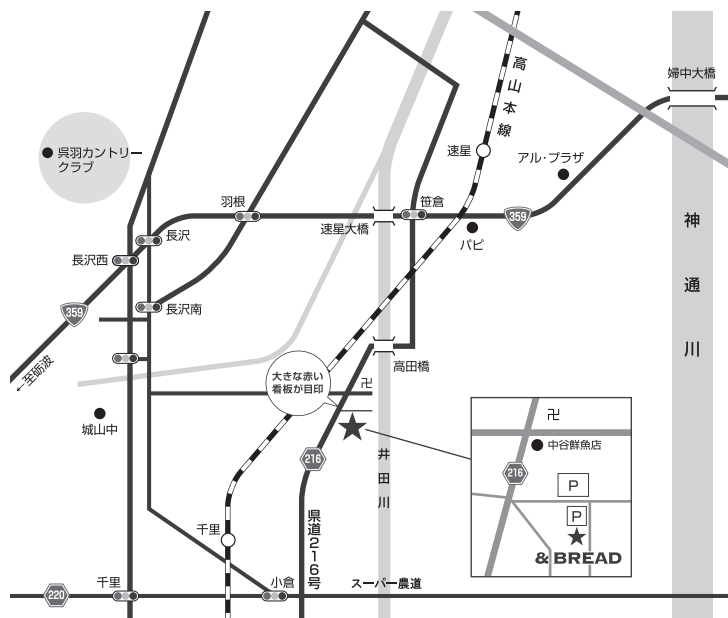 高山本線
婦中大橋
速星
アル・プラザ
呉羽カントリー
クラブ
羽根
笹倉
速星大橋
359
パピ
長沢
長沢西
長沢南
359
←至砺波
神通川
高田橋
大きな赤い
看板が目印
卍
城山中
216
井田川
卍
中谷鮮魚店
216
P
P
& BREAD
千里
県道216号
千里
小倉
スーパー農道
220